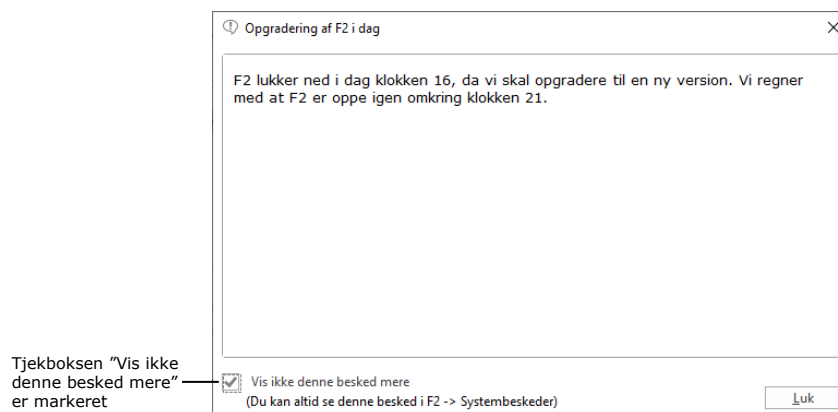 Opgradering af F2 i dag
F2 lukker ned i dag klokken 16, da vi skal opgradere til en ny version. Vi regner
med at F2 er oppe igen omkring klokken 21.
Tjekboksen ”Vis ikke
denne besked mere”
er markeret
Vis ikke denne besked mere
(Du kan altid se denne besked i F2 -> Systembeskeder)
Luk